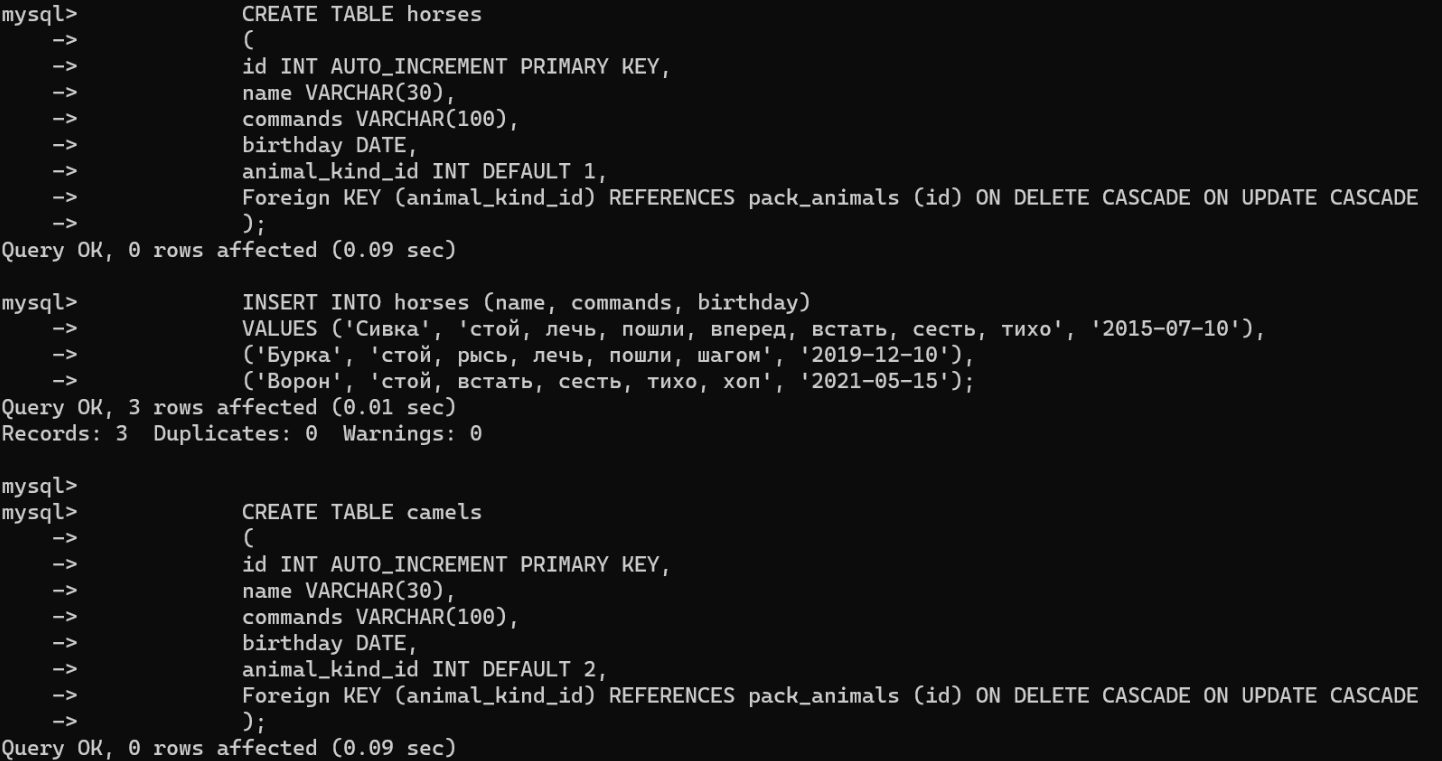 mysql>             CREATE TABLE horses
    ->             (
    ->             id INT AUTO_INCREMENT PRIMARY KEY,
    ->             name VARCHAR(30),
    ->             commands VARCHAR(100),
    ->             birthday DATE,
    ->             animal_kind_id INT DEFAULT 1,
    ->             Foreign KEY (animal_kind_id) REFERENCES pack_animals (id) ON DELETE CASCADE ON UPDATE CASCADE
    ->             );
Query OK, 0 rows affected (0.09 sec)

mysql>             INSERT INTO horses (name, commands, birthday)
    ->             VALUES ('Сивка', 'стой, лечь, пошли, вперед, встать, сесть, тихо', '2015-07-10'),
    ->             ('Бурка', 'стой, рысь, лечь, пошли, шагом', '2019-12-10'),
    ->             ('Ворон', 'стой, встать, сесть, тихо, хоп', '2021-05-15');
Query OK, 3 rows affected (0.01 sec)
Records: 3  Duplicates: 0  Warnings: 0

mysql>
mysql>             CREATE TABLE camels
    ->             (
    ->             id INT AUTO_INCREMENT PRIMARY KEY,
    ->             name VARCHAR(30),
    ->             commands VARCHAR(100),
    ->             birthday DATE,
    ->             animal_kind_id INT DEFAULT 2,
    ->             Foreign KEY (animal_kind_id) REFERENCES pack_animals (id) ON DELETE CASCADE ON UPDATE CASCADE
    ->             );
Query OK, 0 rows affected (0.09 sec)